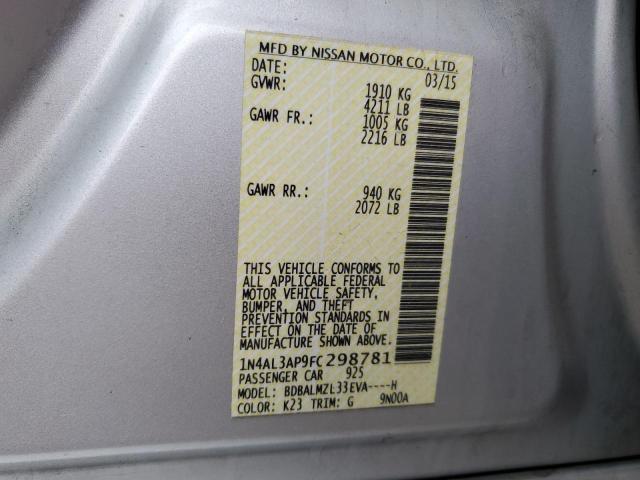 MFD BY NISSAN MOTOR CO., LTD.
DATE: 03/15
GVWR: 1910 KG
4211 LB
GAWR FR.: 1005 KG
2216 LB
GAWR RR.: 940 KG
2072 LB
THIS VEHICLE CONFORMS TO
ALL APPLICABLE FEDERAL
MOTOR VEHICLE SAFETY,
BUMPER, AND THEFT
PREVENTION STANDARDS IN
EFFECT ON THE DATE OF
MANUFACTURE SHOWN ABOVE.
1N4AL3AP9FC298781
PASSENGER CAR 925
MODEL: BDBALMZL33EVA----H
COLOR: K23 TRIM: G 9N00A